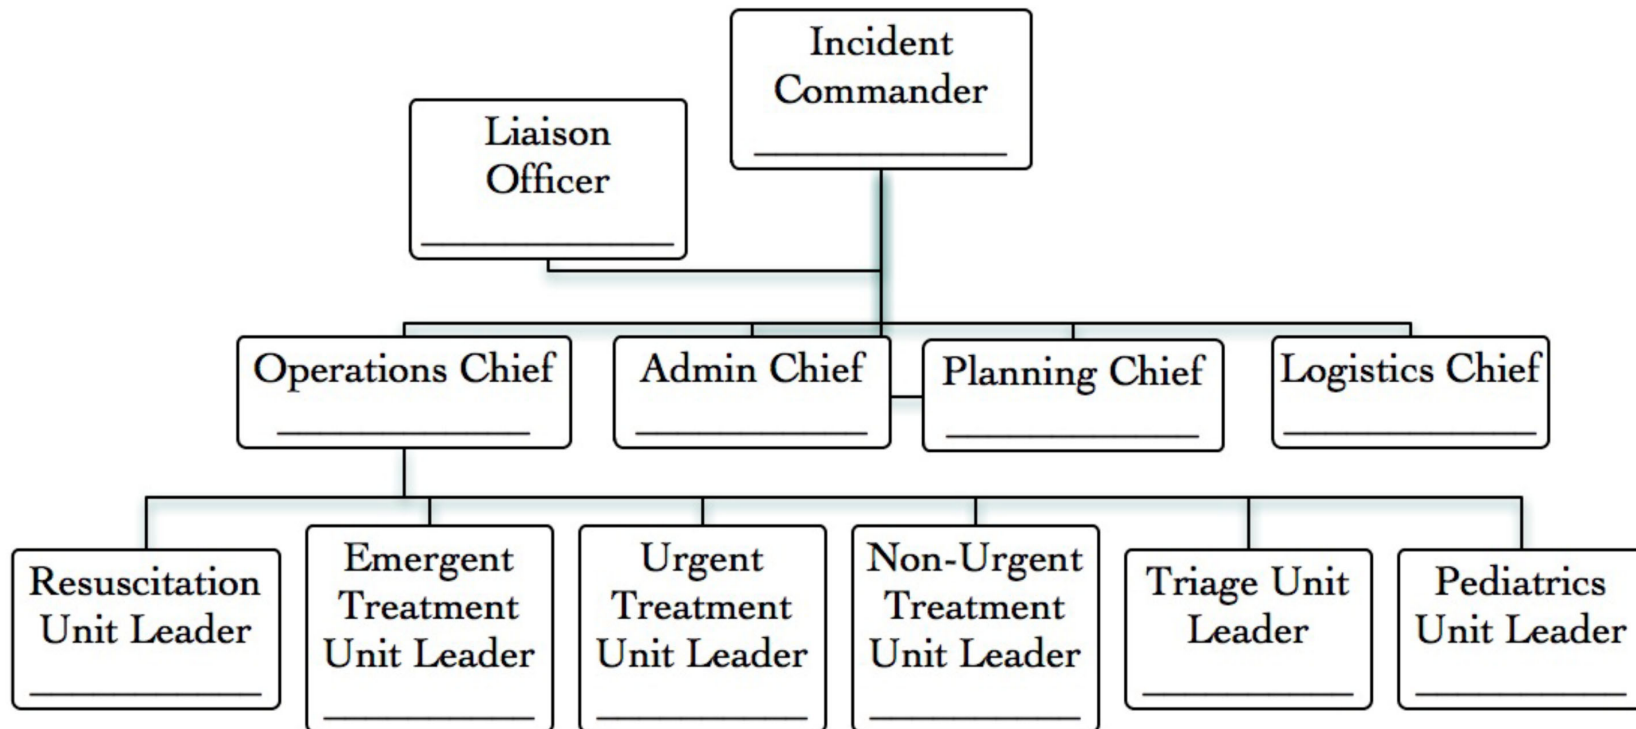 Incident
Commander
Liaison
Officer
Operations Chief
Admin Chief
Planning Chief
Logistics Chief
Resuscitation
Unit Leader
Emergent
Treatment
Unit Leader
Urgent
Treatment
Unit Leader
Non-Urgent
Treatment
Unit Leader
Triage Unit
Leader
Pediatrics
Unit Leader